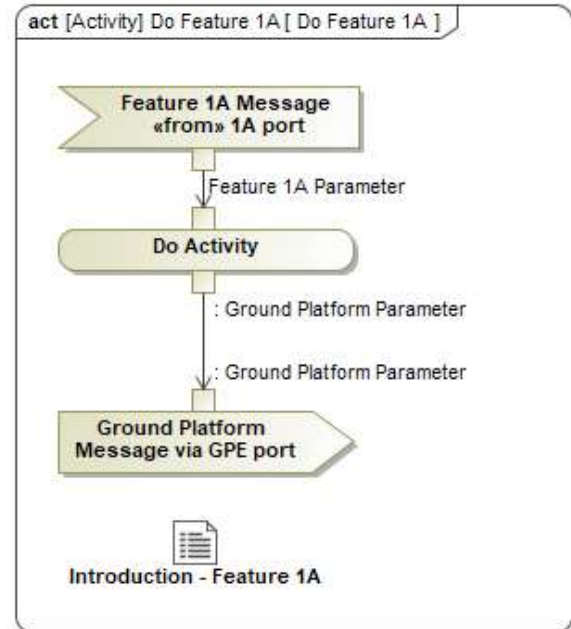 act [Activity] Do Feature 1A [ Do Feature 1A ]
Feature 1A Message
«from» 1A port
Feature 1A Parameter
Do Activity
: Ground Platform Parameter
: Ground Platform Parameter
Ground Platform
Message via GPE port
Introduction - Feature 1A